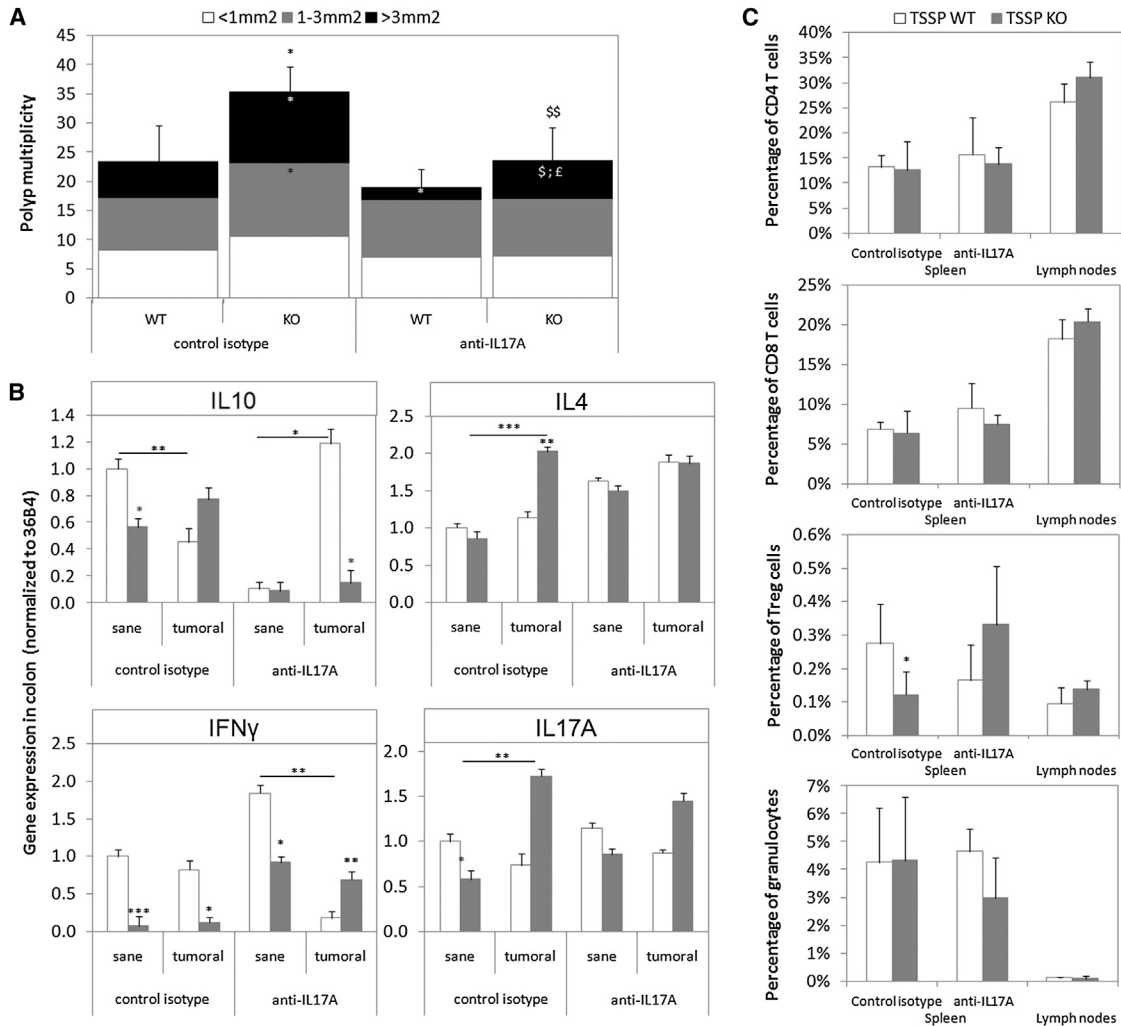 A
<1mm2 1-3mm2 >3mm2
Polyp multiplicity
45
40
35
30
25
20
15
10
5
0
*
*
*
*
$$
$;£
WT KO WT KO
control isotype anti-IL17A
B
Gene expression in colon (normalized to 36B4)
IL10
1.4
1.2
1.0
0.8
0.6
0.4
0.2
0.0
**
*
*
*
sane tumoral sane tumoral
control isotype anti-IL17A
IL4
2.5
2.0
1.5
1.0
0.5
0.0
***
**
sane tumoral sane tumoral
control isotype anti-IL17A
IFNγ
2.5
2.0
1.5
1.0
0.5
0.0
***
*
**
*
**
sane tumoral sane tumoral
control isotype anti-IL17A
IL17A
2.0
1.5
1.0
0.5
0.0
**
*
sane tumoral sane tumoral
control isotype anti-IL17A
C
TSSP WT TSSP KO
Percentage of CD4 T cells
40%
35%
30%
25%
20%
15%
10%
5%
0%
Control isotype anti-IL17A
Spleen Lymph nodes
Percentage of CD8 T cells
25%
20%
15%
10%
5%
0%
Control isotype anti-IL17A
Spleen Lymph nodes
Percentage of Treg cells
0.6%
0.5%
0.4%
0.3%
0.2%
0.1%
0.0%
*
Control isotype anti-IL17A
Spleen Lymph nodes
Percentage of granulocytes
7%
6%
5%
4%
3%
2%
1%
0%
Control isotype anti-IL17A
Spleen Lymph nodes